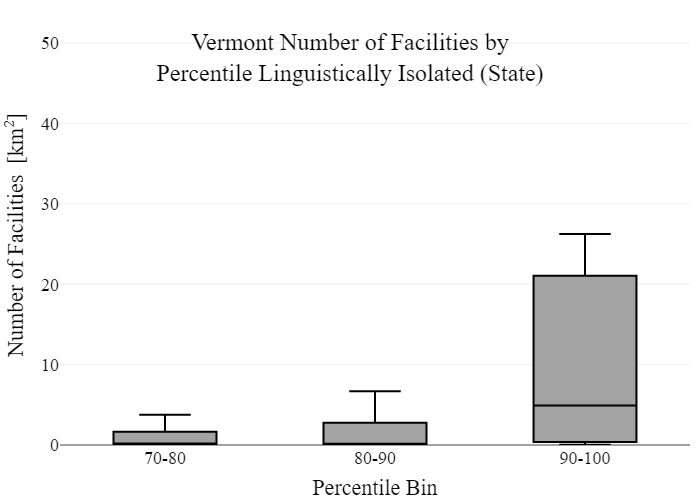 Vermont Number of Facilities by
Percentile Linguistically Isolated (State)
Number of Facilities [km²]
50
40
30
20
10
0
70-80
80-90
90-100
Percentile Bin